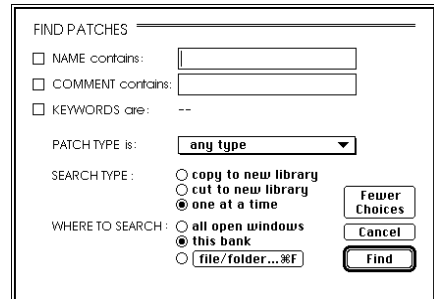 FIND PATCHES
NAME contains:
COMMENT contains:
KEYWORDS are: --
PATCH TYPE is: any type
SEARCH TYPE: copy to new library
cut to new library
one at a time
WHERE TO SEARCH: all open windows
this bank
file/folder...⌘F
Fewer Choices
Cancel
Find